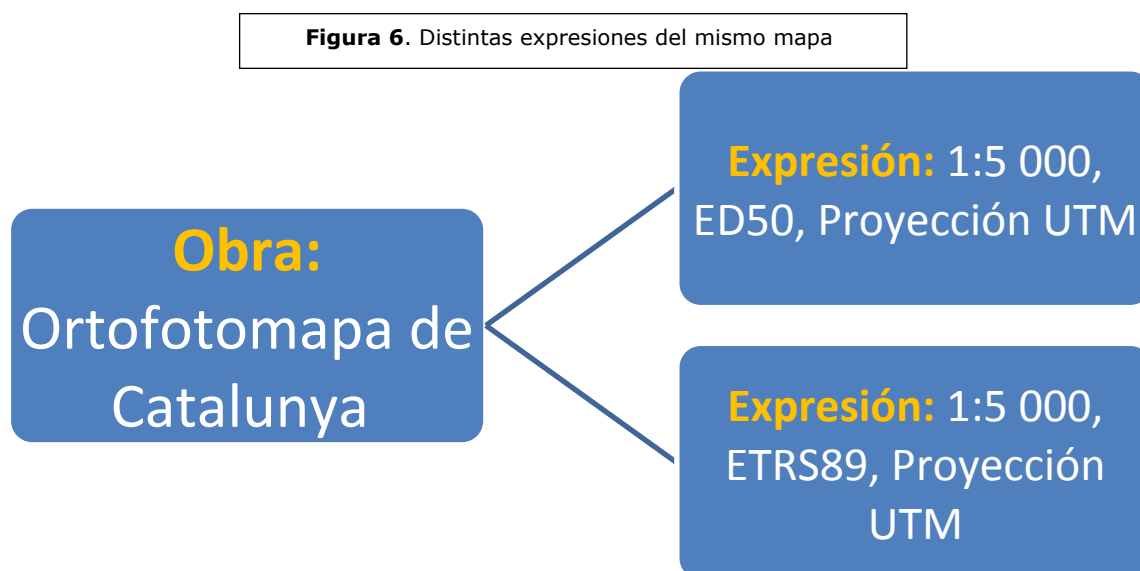 Figura 6. Distintas expresiones del mismo mapa
Obra:
Ortofotomapa de
Catalunya
Expresión: 1:5 000,
ED50, Proyección UTM
Expresión: 1:5 000,
ETRS89, Proyección
UTM